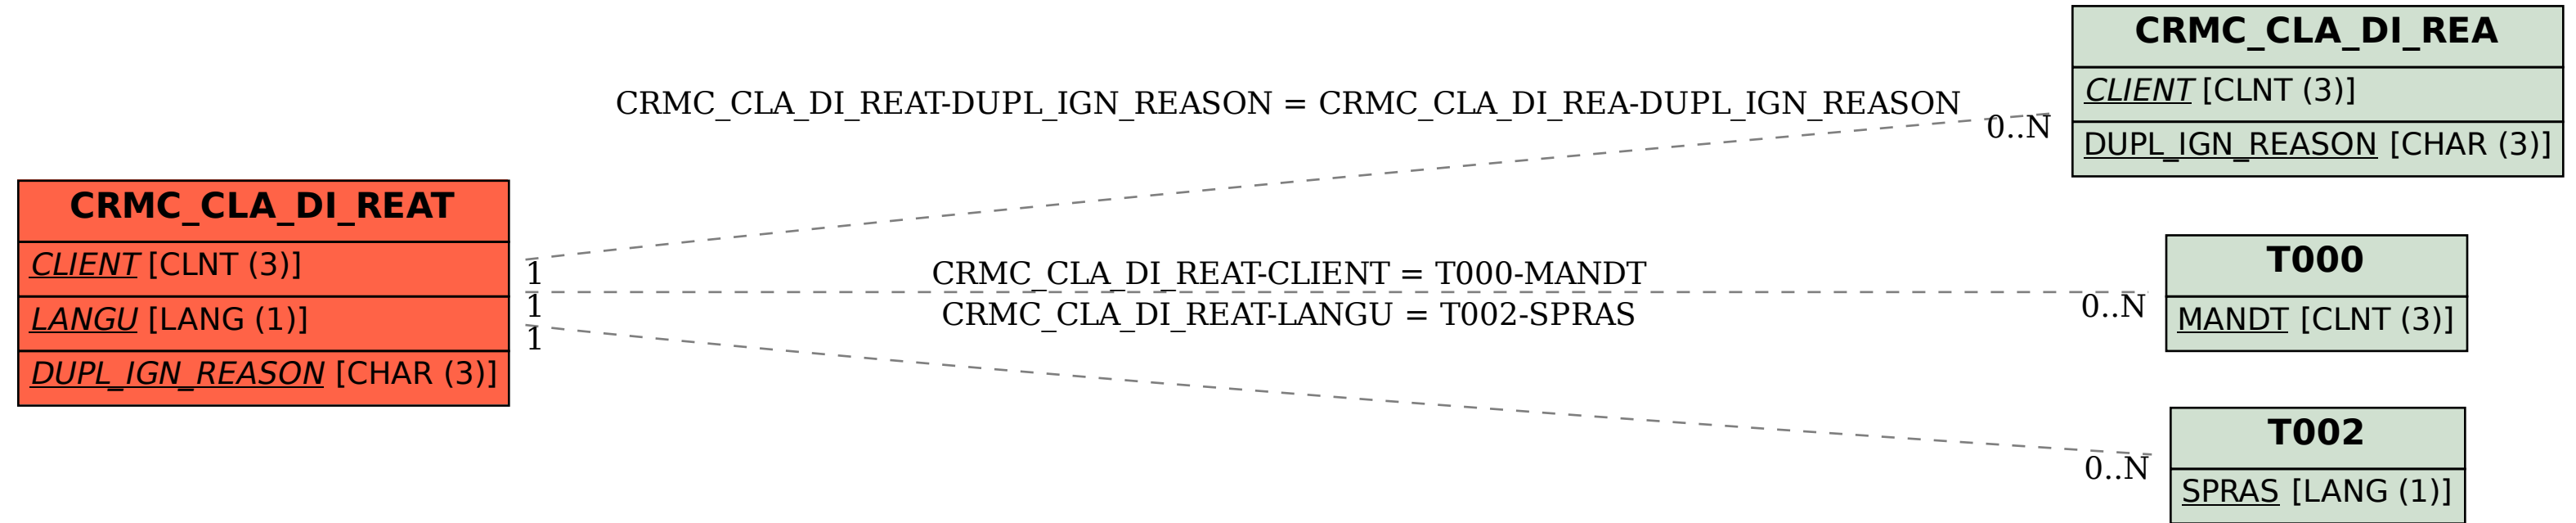 CRMC_CLA_DI_REAT
CLIENT [CLNT (3)]
LANGU [LANG (1)]
DUPL_IGN_REASON [CHAR (3)]
CRMC_CLA_DI_REAT-DUPL_IGN_REASON = CRMC_CLA_DI_REA-DUPL_IGN_REASON
0..N
1
CRMC_CLA_DI_REAT-CLIENT = T000-MANDT
0..N
1
CRMC_CLA_DI_REAT-LANGU = T002-SPRAS
0..N
1
CRMC_CLA_DI_REA
CLIENT [CLNT (3)]
DUPL_IGN_REASON [CHAR (3)]
T000
MANDT [CLNT (3)]
T002
SPRAS [LANG (1)]